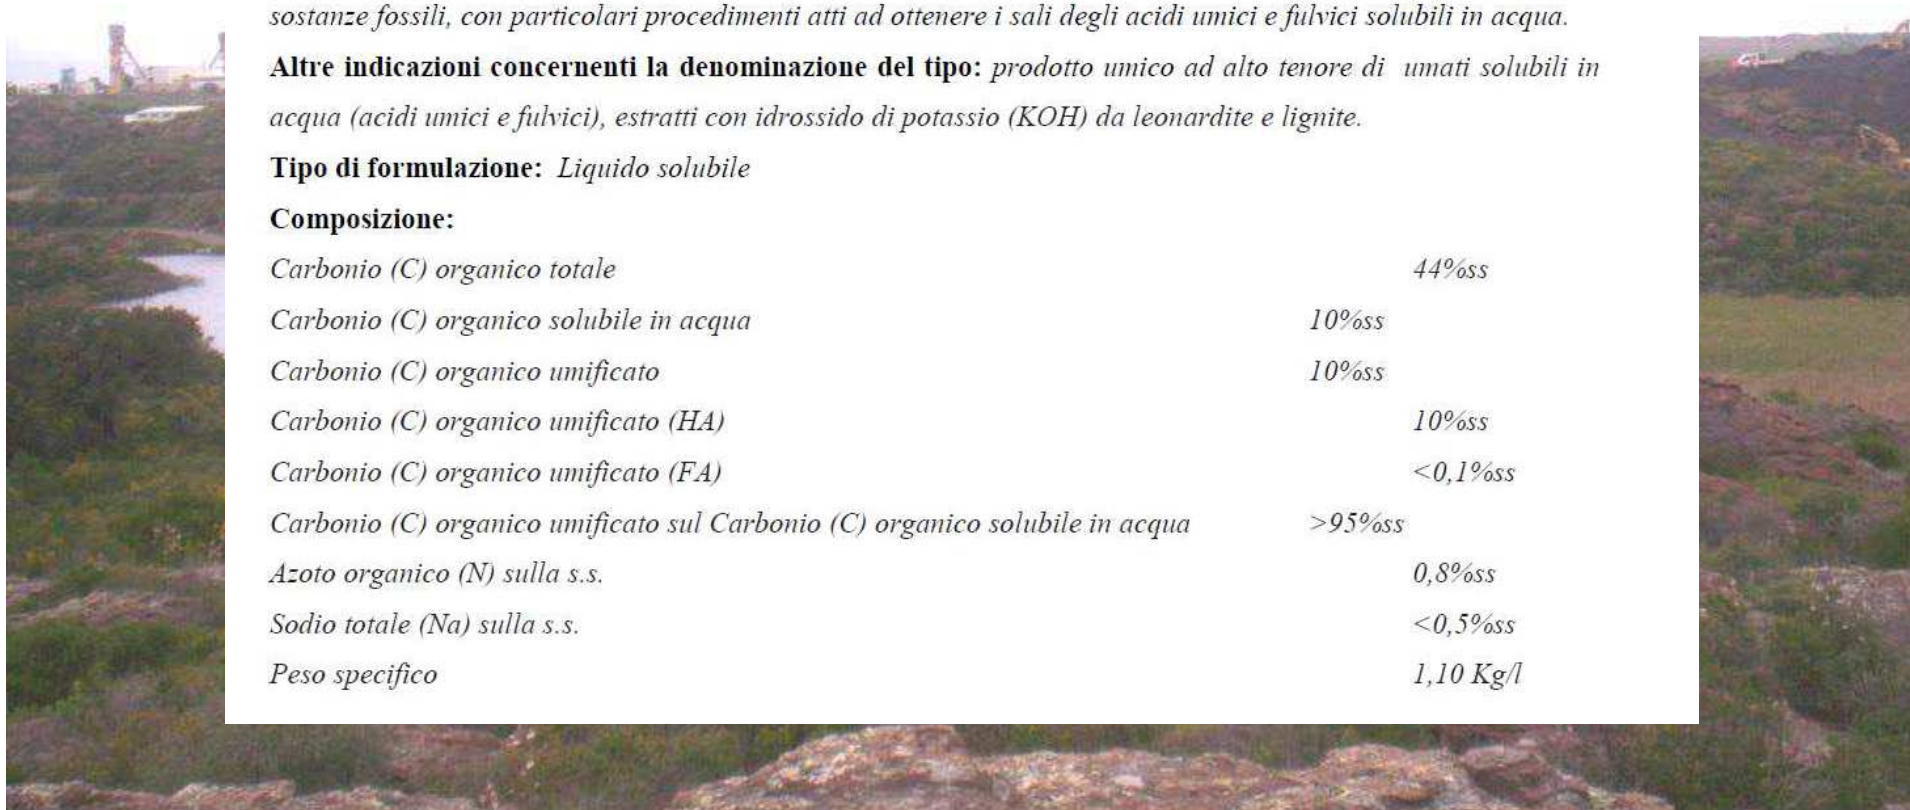 sostanze fossili, con particolari procedimenti atti ad ottenere i sali degli acidi umici e fulvici solubili in acqua.
Altre indicazioni concernenti la denominazione del tipo: prodotto umico ad alto tenore di umati solubili in
acqua (acidi umici e fulvici), estratti con idrossido di potassio (KOH) da leonardite e lignite.
Tipo di formulazione: Liquido solubile
Composizione:
Carbonio (C) organico totale 44%ss
Carbonio (C) organico solubile in acqua 10%ss
Carbonio (C) organico umificato 10%ss
Carbonio (C) organico umificato (HA) 10%ss
Carbonio (C) organico umificato (FA) <0,1%ss
Carbonio (C) organico umificato sul Carbonio (C) organico solubile in acqua >95%ss
Azoto organico (N) sulla s.s. 0,8%ss
Sodio totale (Na) sulla s.s. <0,5%ss
Peso specifico 1,10 Kg/l